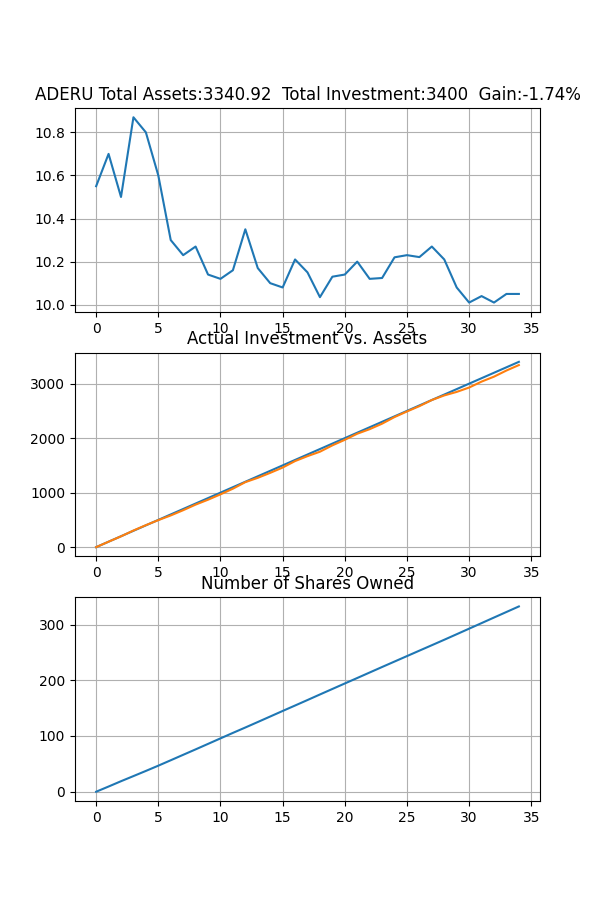 ADERU Total Assets:3340.92  Total Investment:3400  Gain:-1.74%
10.8
10.6
10.4
10.2
10.0
0 5 10 15 20 25 30 35
Actual Investment vs. Assets
3000
2000
1000
0
0 5 10 15 20 25 30 35
Number of Shares Owned
300
200
100
0
0 5 10 15 20 25 30 35